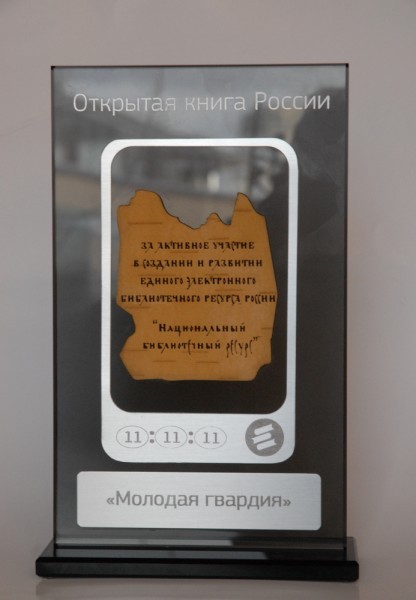 Открытая книга России
за активное участие
в создании и развитии
единого электронного
библиотечного ресурса России
"Национальный
библиотечный ресурс"
11:11:11
«Молодая гвардия»